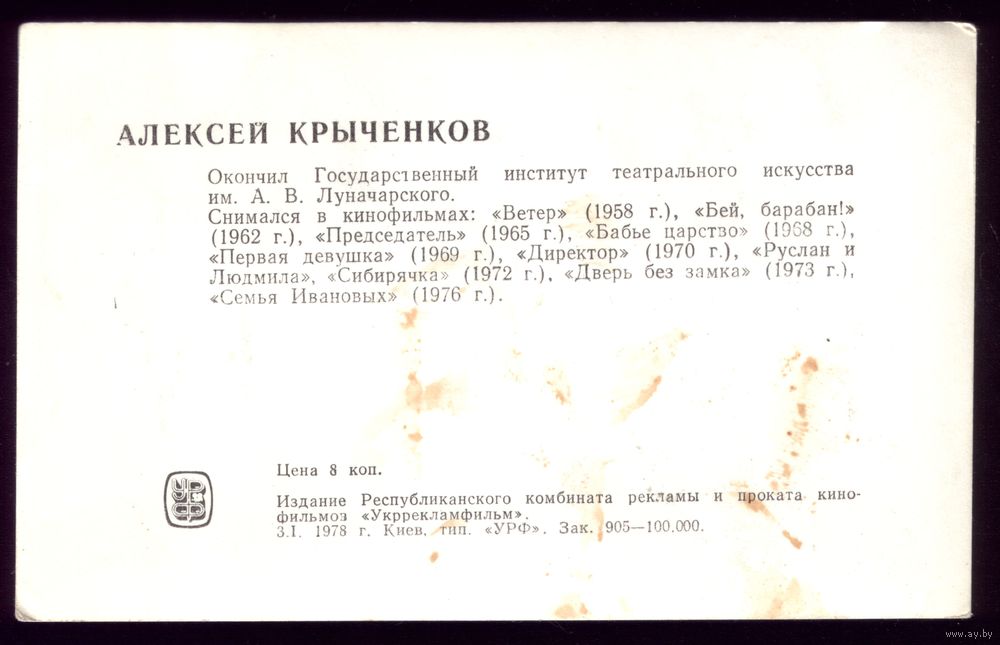 АЛЕКСЕЙ КРЫЧЕНКОВ
Окончил Государственный институт театрального искусства
им. А. В. Луначарского.
Снимался в кинофильмах: «Ветер» (1958 г.), «Бей, барабан!»
(1962 г.), «Председатель» (1965 г.), «Бабье царство» (1968 г.),
«Первая девушка» (1969 г.), «Директор» (1970 г.), «Руслан и
Людмила», «Сибирячка» (1972 г.), «Дверь без замка» (1973 г.),
«Семья Ивановых» (1976 г.).
Цена 8 коп.
УРФ
Издание Республиканского комбината рекламы и проката кино-
фильмоз «Укррекламфильм».
3.I. 1978 г. Киев, тип. «УРФ». Зак. 905—100.000.
www.ay.by